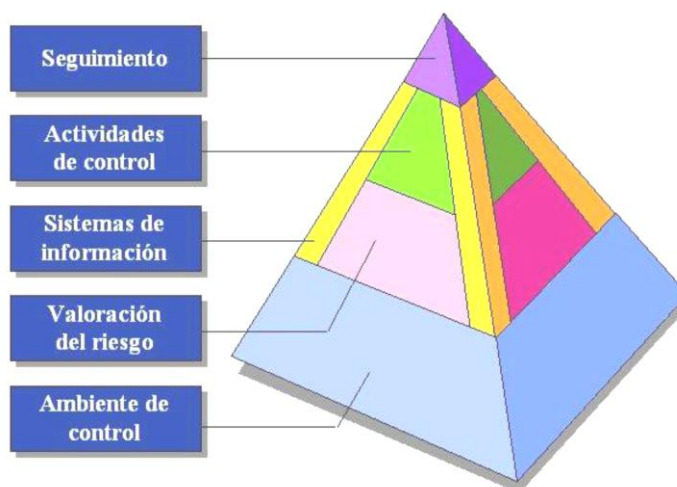 Seguimiento
Actividades
de control
Sistemas de
información
Valoración
del riesgo
Ambiente de
control